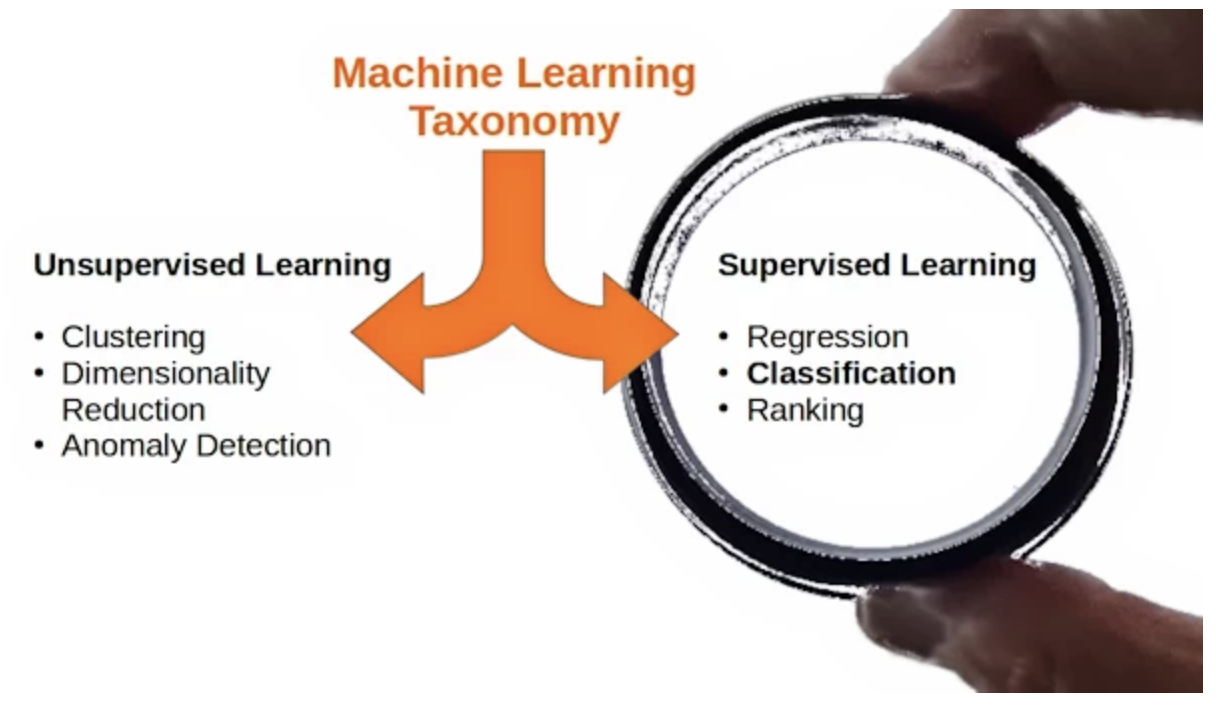 Machine Learning
Taxonomy
Unsupervised Learning
• Clustering
• Dimensionality
Reduction
• Anomaly Detection
Supervised Learning
• Regression
• Classification
• Ranking